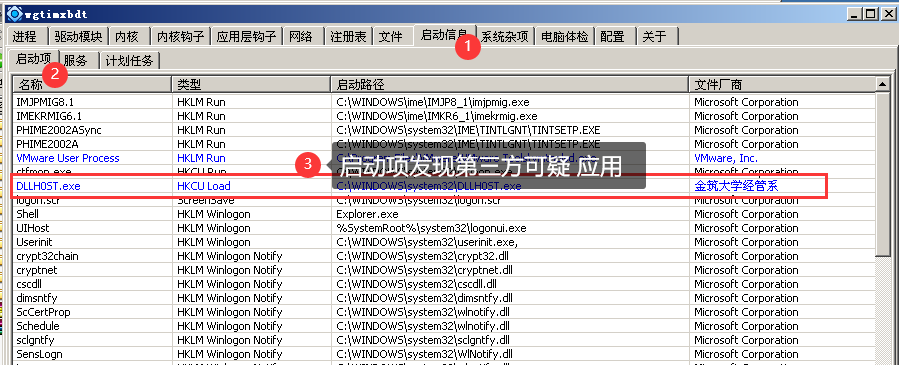 wgtimxbdt
进程 驱动模块 内核 内核钩子 应用层钩子 网络 注册表 文件 启动信息 系统杂项 电脑体检 配置 关于
1
启动项 服务 计划任务
2
名称 类型 启动路径 文件厂商
IMJPMIG8.1 HKLM Run C:\WINDOWS\ime\IMJP8_1\imjpmig.exe Microsoft Corporation
IMEKRMIG6.1 HKLM Run C:\WINDOWS\ime\IMKR6_1\imekrmig.exe Microsoft Corporation
PHIME2002ASync HKLM Run C:\WINDOWS\system32\IME\TINTLGNT\TINTSETP.EXE Microsoft Corporation
PHIME2002A HKLM Run C:\WINDOWS\system32\IME\TINTLGNT\TINTSETP.EXE Microsoft Corporation
VMware User Process HKLM Run VMware, Inc.
3 启动项发现第三方可疑 应用
ctfmon.exe HKCU Run Microsoft Corporation
DLLH0ST.exe HKCU Load C:\WINDOWS\system32\DLLH0ST.exe 金筑大学经管系
logon.scr ScreenSave C:\WINDOWS\system32\logon.scr Microsoft Corporation
Shell HKLM Winlogon Explorer.exe Microsoft Corporation
UIHost HKLM Winlogon %SystemRoot%\system32\logonui.exe Microsoft Corporation
Userinit HKLM Winlogon C:\WINDOWS\system32\userinit.exe, Microsoft Corporation
crypt32chain HKLM Winlogon Notify C:\WINDOWS\system32\crypt32.dll Microsoft Corporation
cryptnet HKLM Winlogon Notify C:\WINDOWS\system32\cryptnet.dll Microsoft Corporation
cscdll HKLM Winlogon Notify C:\WINDOWS\system32\cscdll.dll Microsoft Corporation
dimsntfy HKLM Winlogon Notify C:\WINDOWS\system32\dimsntfy.dll Microsoft Corporation
ScCertProp HKLM Winlogon Notify C:\WINDOWS\system32\wlnotify.dll Microsoft Corporation
Schedule HKLM Winlogon Notify C:\WINDOWS\system32\wlnotify.dll Microsoft Corporation
sclgntfy HKLM Winlogon Notify C:\WINDOWS\system32\sclgntfy.dll Microsoft Corporation
SensLogn HKLM Winlogon Notify C:\WINDOWS\system32\WlNotify.dll Microsoft Corporation